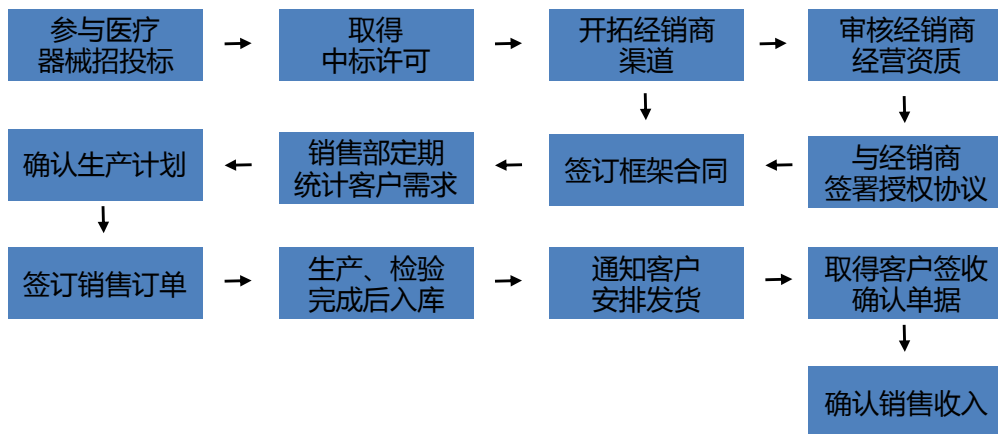 参与医疗
器械招投标
取得
中标许可
开拓经销商
渠道
审核经销商
经营资质
确认生产计划
销售部定期
统计客户需求
签订框架合同
与经销商
签署授权协议
签订销售订单
生产、检验
完成后入库
通知客户
安排发货
取得客户签收
确认单据
确认销售收入